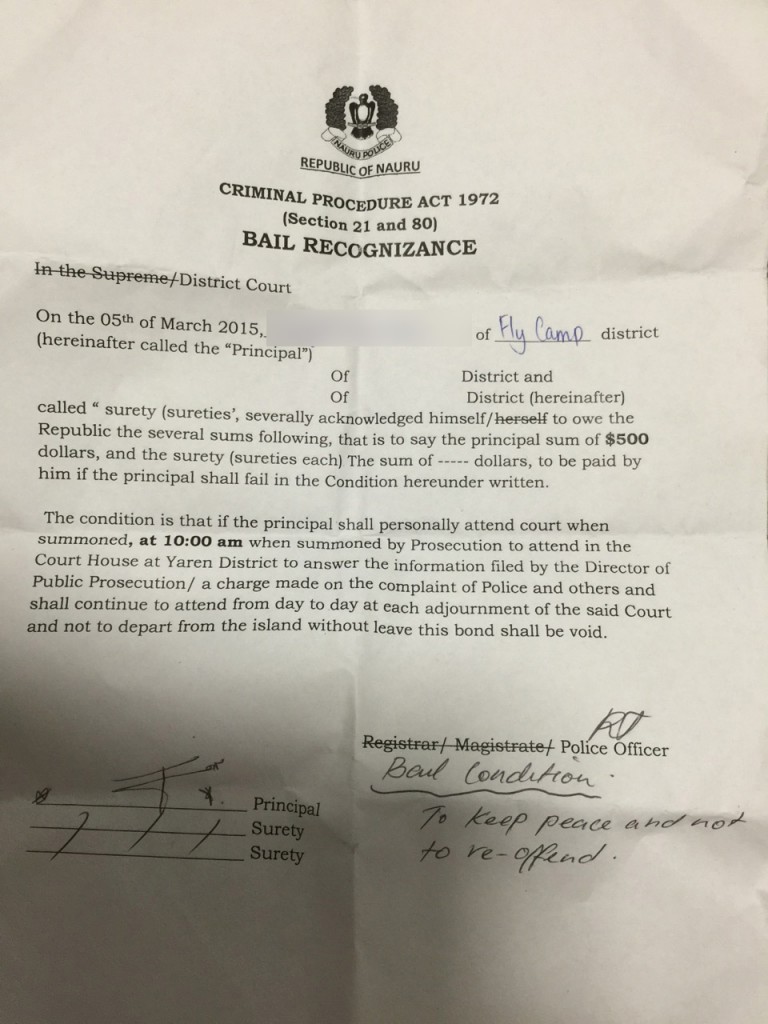 NAURU POLICE
REPUBLIC OF NAURU
CRIMINAL PROCEDURE ACT 1972
(Section 21 and 80)
BAIL RECOGNIZANCE
In the Supreme/District Court
On the 05th of March 2015, of Fly Camp district
(hereinafter called the “Principal”)
Of District and
Of District (hereinafter)
called “ surety (sureties’, severally acknowledged himself/herself to owe the
Republic the several sums following, that is to say the principal sum of $500
dollars, and the surety (sureties each) The sum of ----- dollars, to be paid by
him if the principal shall fail in the Condition hereunder written.
The condition is that if the principal shall personally attend court when
summoned, at 10:00 am when summoned by Prosecution to attend in the
Court House at Yaren District to answer the information filed by the Director of
Public Prosecution/ a charge made on the complaint of Police and others and
shall continue to attend from day to day at each adjournment of the said Court
and not to depart from the island without leave this bond shall be void.
Registrar/ Magistrate/ Police Officer
Bail Condition.
To keep peace and not
to re-offend.
Principal
Surety
Surety